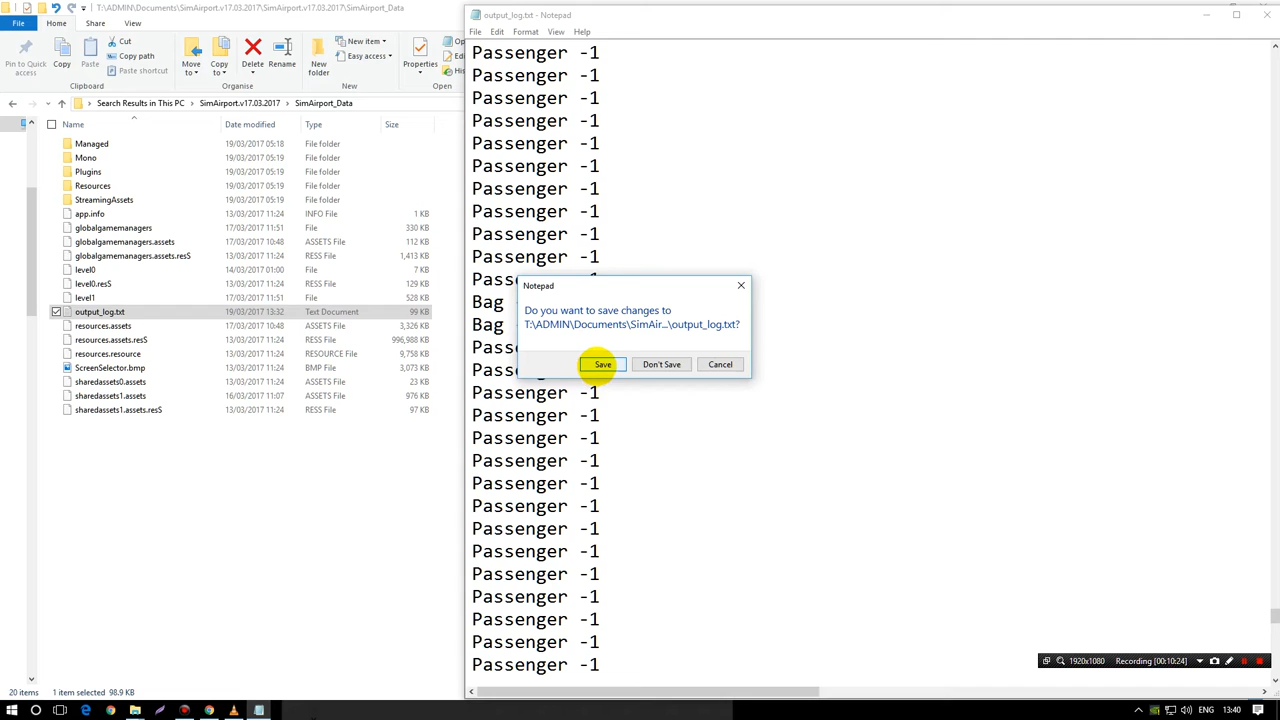 T:\ADMIN\Documents\SimAirport.v17.03.2017\SimAirport.v17.03.2017\SimAirport_Data
File Home Share View
Pin to Quick access
Copy
Paste
Cut
Copy path
Paste shortcut
Clipboard
Move to
Copy to
Delete
Rename
Organise
New folder
New item
Easy access
New
Properties
Open
Search Results in This PC SimAirport.v17.03.2017 SimAirport_Data
Name Date modified Type Size
Managed 19/03/2017 05:18 File folder
Mono 19/03/2017 05:19 File folder
Plugins 19/03/2017 05:19 File folder
Resources 19/03/2017 05:19 File folder
StreamingAssets 19/03/2017 05:19 File folder
app.info 13/03/2017 11:24 INFO File 1 KB
globalgamemanagers 17/03/2017 11:51 File 330 KB
globalgamemanagers.assets 17/03/2017 10:48 ASSETS File 112 KB
globalgamemanagers.assets.resS 13/03/2017 11:24 RESS File 1,413 KB
level0 14/03/2017 01:00 File 7 KB
level0.resS 13/03/2017 11:24 RESS File 129 KB
level1 17/03/2017 11:51 File 528 KB
output_log.txt 19/03/2017 13:32 Text Document 99 KB
resources.assets 17/03/2017 10:48 ASSETS File 3,326 KB
resources.assets.resS 13/03/2017 11:24 RESS File 996,988 KB
resources.resource 13/03/2017 11:24 RESOURCE File 9,758 KB
ScreenSelector.bmp 13/03/2017 11:24 BMP File 3,073 KB
sharedassets0.assets 13/03/2017 11:24 ASSETS File 23 KB
sharedassets1.assets 16/03/2017 11:07 ASSETS File 976 KB
sharedassets1.assets.resS 13/03/2017 11:24 RESS File 97 KB
20 items 1 item selected 98.9 KB
output_log.txt - Notepad
File Edit Format View Help
Passenger -1
Passenger -1
Passenger -1
Passenger -1
Passenger -1
Passenger -1
Passenger -1
Passenger -1
Passenger -1
Passenger -1
Bag
Bag
Notepad
Do you want to save changes to
T:\ADMIN\Documents\SimAir...\output_log.txt?
Save Don't Save Cancel
Passenger -1
Passenger -1
Passenger -1
Passenger -1
Passenger -1
Passenger -1
Passenger -1
Passenger -1
Passenger -1
Passenger -1
Passenger -1
Passenger -1
Passenger -1
1920x1080 Recording [00:10:24]
ENG 13:40